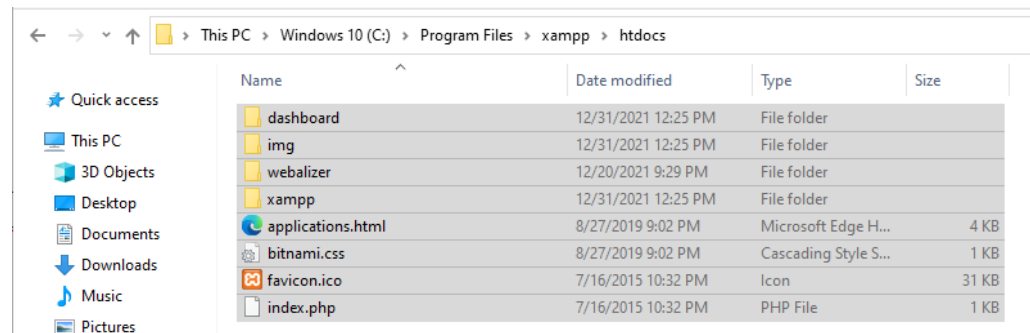 This PC > Windows 10 (C:) > Program Files > xampp > htdocs
Name Date modified Type Size
Quick access
This PC
3D Objects
Desktop
Documents
Downloads
Music
Pictures
dashboard 12/31/2021 12:25 PM File folder
img 12/31/2021 12:25 PM File folder
webalizer 12/20/2021 9:29 PM File folder
xampp 12/31/2021 12:25 PM File folder
applications.html 8/27/2019 9:02 PM Microsoft Edge H... 4 KB
bitnami.css 8/27/2019 9:02 PM Cascading Style S... 1 KB
favicon.ico 7/16/2015 10:32 PM Icon 31 KB
index.php 7/16/2015 10:32 PM PHP File 1 KB